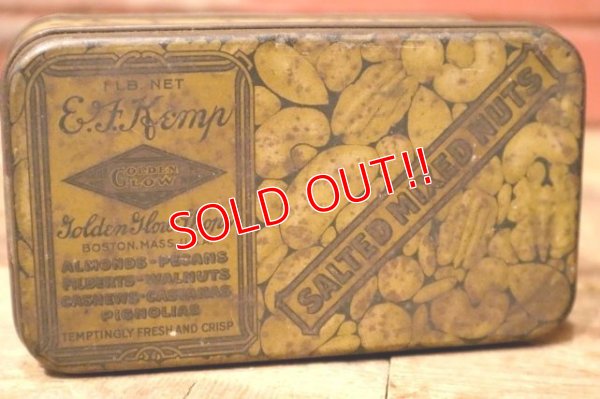 1 LB. NET
E.F. Kemp
GOLDEN
GLOW
Golden Glow Shop
BOSTON, MASS.
ALMONDS-PECANS
FILBERTS-WALNUTS
CASHEWS-CASTANAS
PIGNOLIAS
TEMPTINGLY FRESH AND CRISP
SALTED MIXED NUTS
SOLD OUT!!